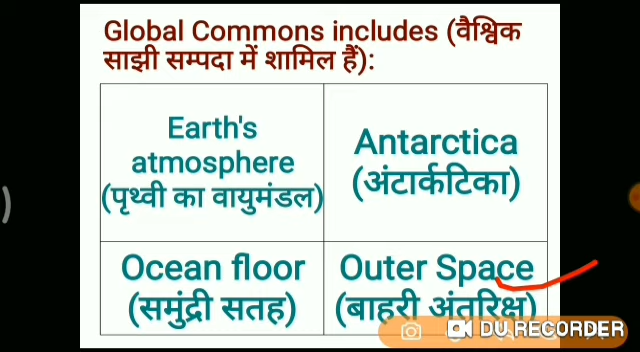 Global Commons includes (वैश्विक
साझी सम्पदा में शामिल हैं):
Earth's
atmosphere
(पृथ्वी का वायुमंडल)
Antarctica
(अंटार्कटिका)
Ocean floor
(समुंद्री सतह)
Outer Space
(बाहरी अंतरिक्ष)
DU RECORDER